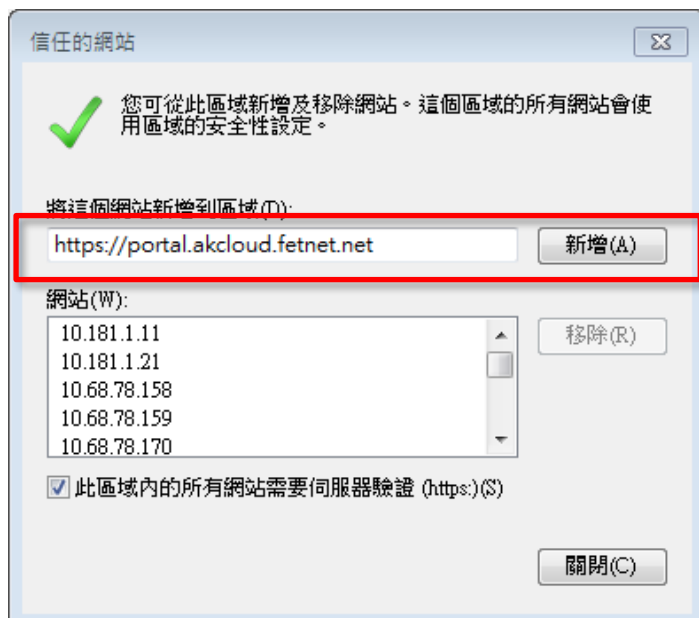 信任的網站
您可從此區域新增及移除網站。這個區域的所有網站會使
用區域的安全性設定。
將這個網站新增到區域(D):
https://portal.akcloud.fetnet.net
新增(A)
網站(W):
10.181.1.11
10.181.1.21
10.68.78.158
10.68.78.159
10.68.78.170
移除(R)
此區域內的所有網站需要伺服器驗證 (https:)(S)
關閉(C)